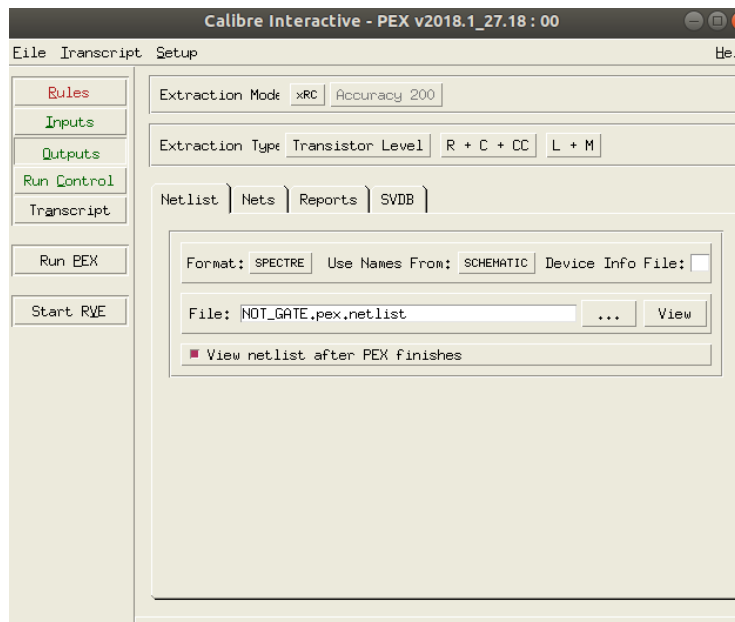 Calibre Interactive - PEX v2018.1_27.18 : 00
File Transcript Setup He
Rules
Inputs
Outputs
Run Control
Transcript
Run PEX
Start RVE
Extraction Mode xRC Accuracy 200
Extraction Type Transistor Level R + C + CC L + M
Netlist Nets Reports SVDB
Format: SPECTRE Use Names From: SCHEMATIC Device Info File:
File: NOT_GATE.pex.netlist ... View
View netlist after PEX finishes